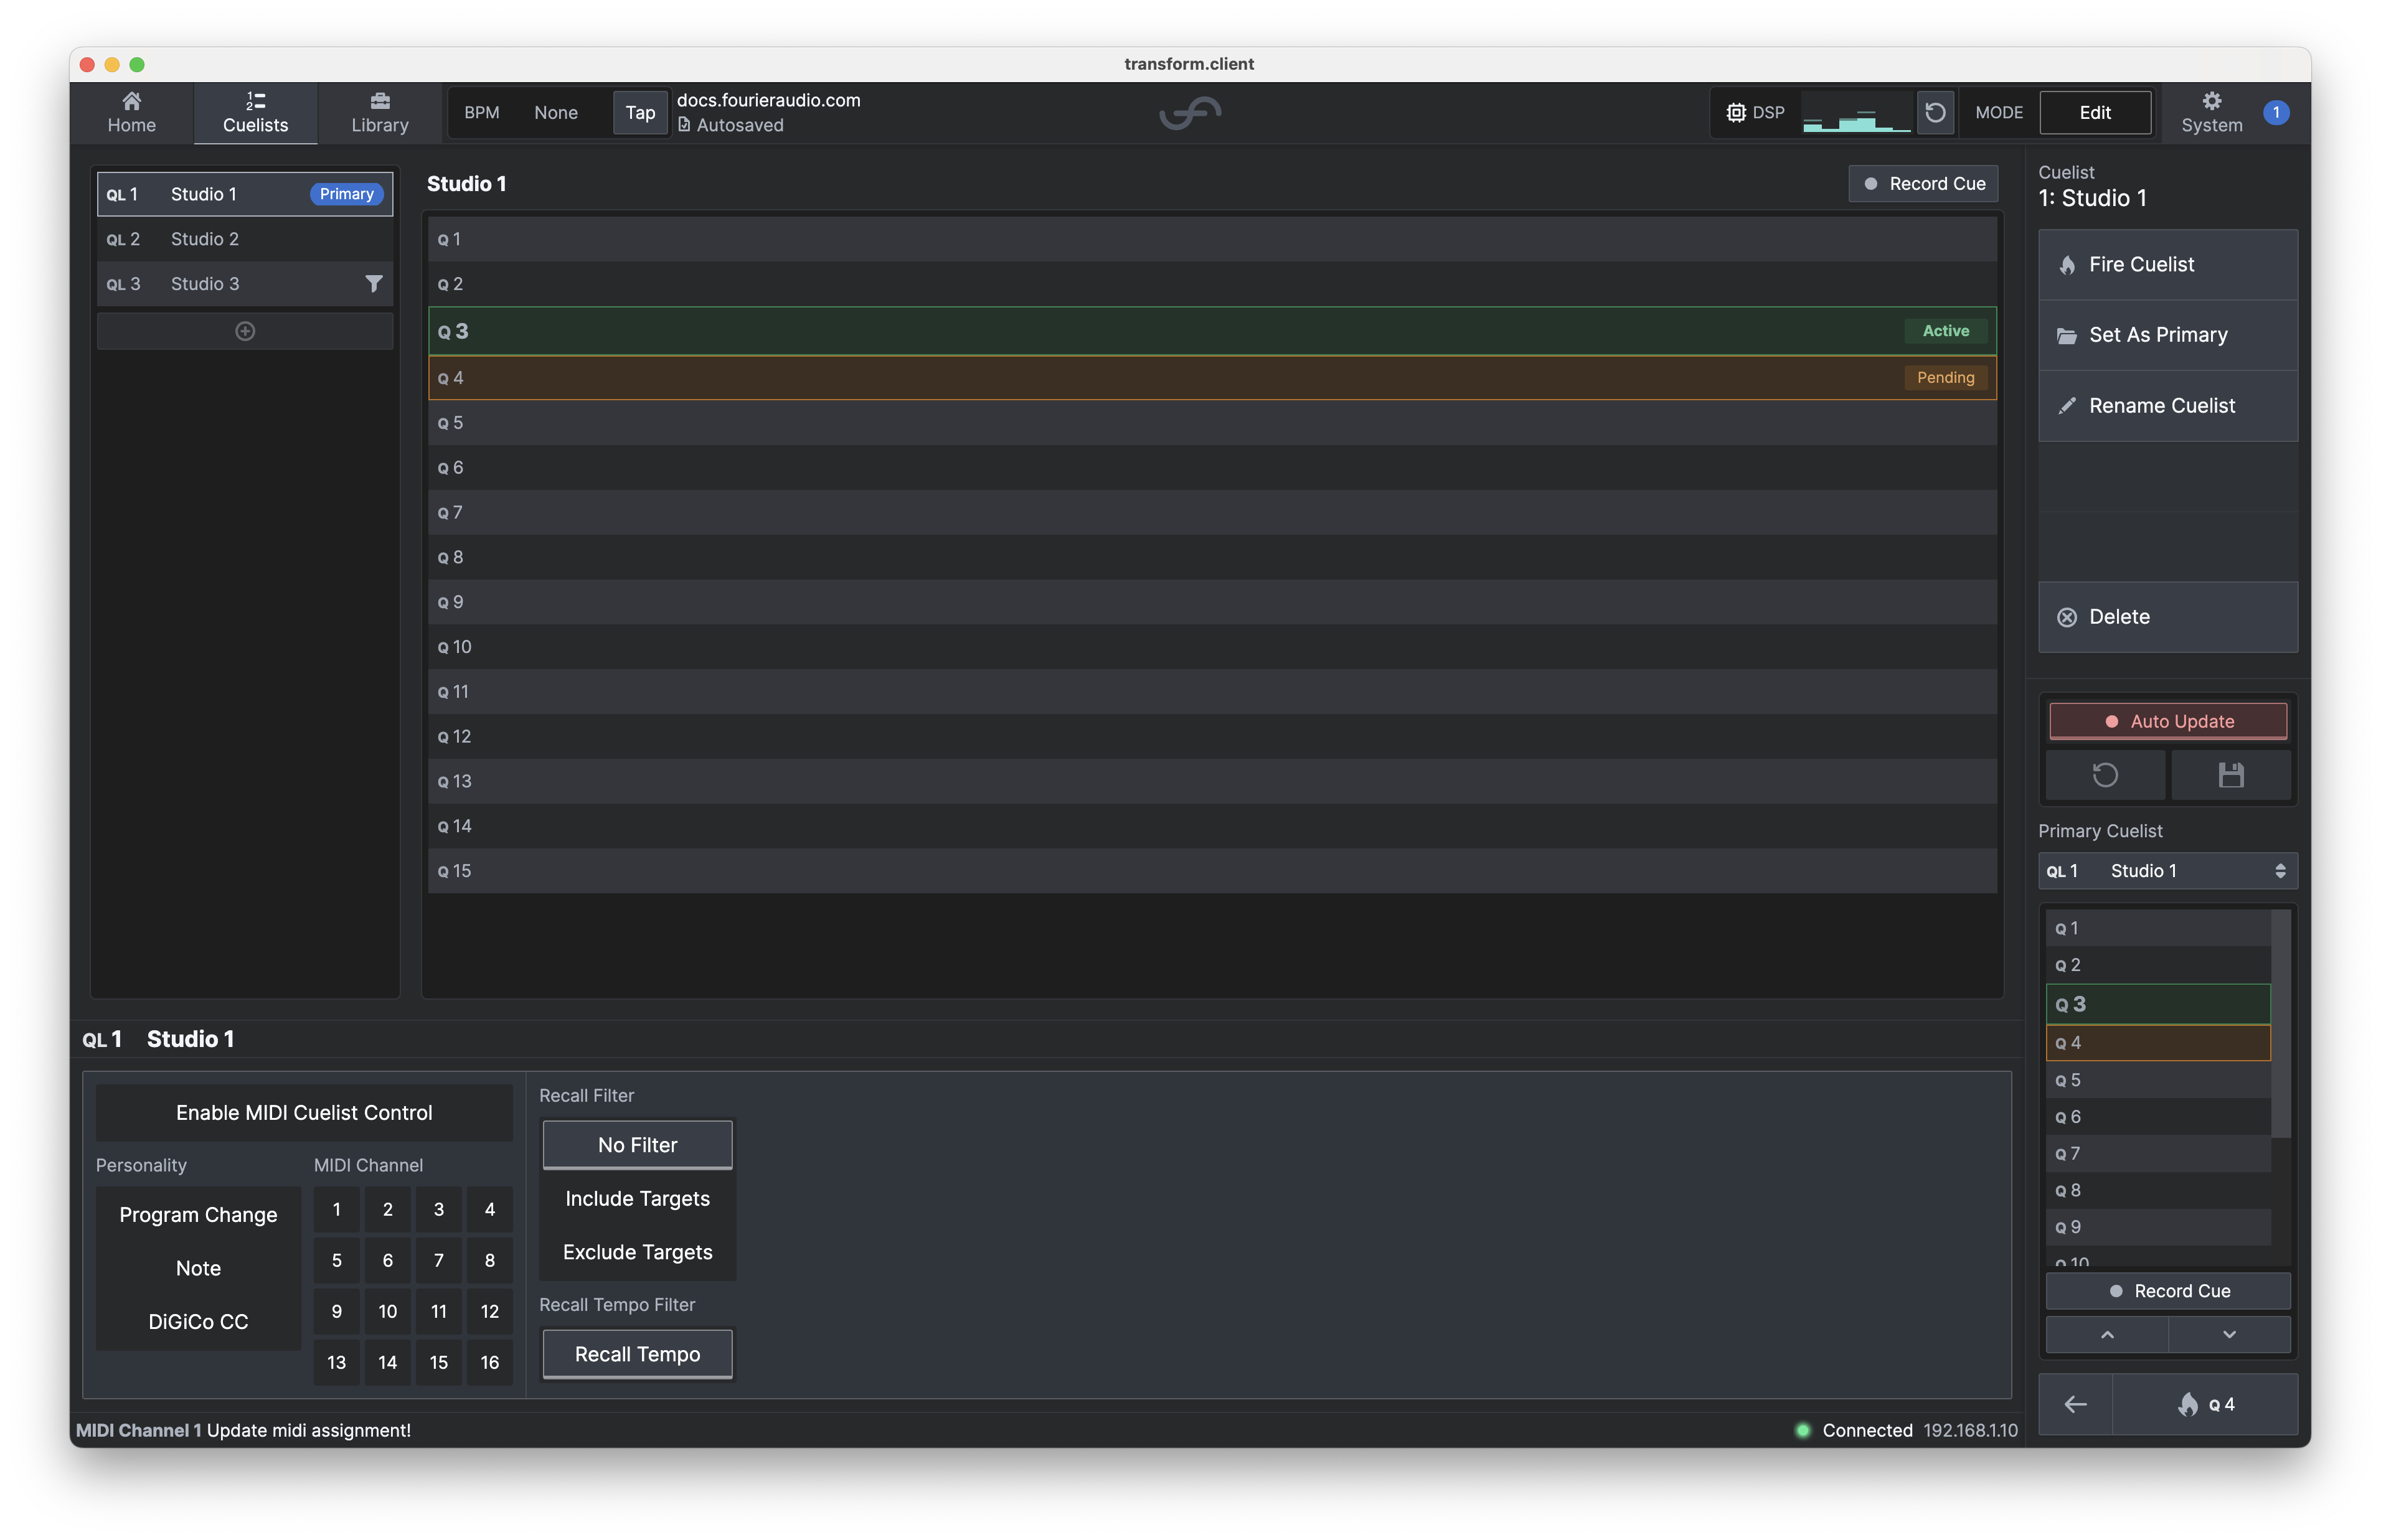 transform.client
Home
Cuelists
Library
BPM None Tap
docs.fourieraudio.com
Autosaved
DSP
MODE Edit
System
1
QL 1 Studio 1 Primary
QL 2 Studio 2
QL 3 Studio 3
Studio 1
Record Cue
Q 1
Q 2
Q 3 Active
Q 4 Pending
Q 5
Q 6
Q 7
Q 8
Q 9
Q 10
Q 11
Q 12
Q 13
Q 14
Q 15
Cuelist
1: Studio 1
Fire Cuelist
Set As Primary
Rename Cuelist
Delete
Auto Update
Primary Cuelist
QL 1 Studio 1
Q 1
Q 2
Q 3
Q 4
Q 5
Q 6
Q 7
Q 8
Q 9
Q 10
Record Cue
Q 4
QL 1 Studio 1
Enable MIDI Cuelist Control
Personality
Program Change
Note
DiGiCo CC
MIDI Channel
1 2 3 4
5 6 7 8
9 10 11 12
13 14 15 16
Recall Filter
No Filter
Include Targets
Exclude Targets
Recall Tempo Filter
Recall Tempo
MIDI Channel 1 Update midi assignment!
Connected 192.168.1.10